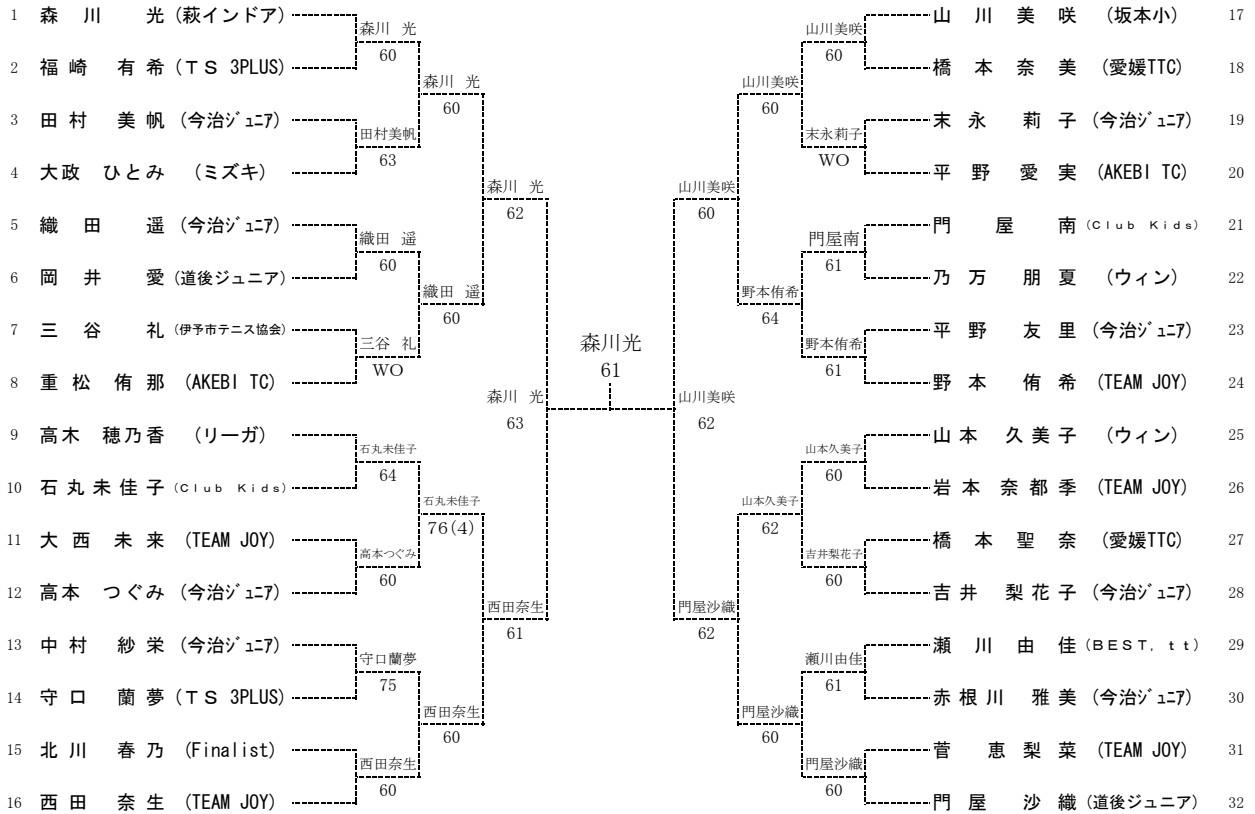 1 森川 光 (萩インドア)
2 福崎 有希 (TS 3PLUS)
3 田村 美帆 (今治ジュニア)
4 大政 ひとみ (ミズキ)
5 織田 遥 (今治ジュニア)
6 岡井 愛 (道後ジュニア)
7 三谷 礼 (伊予市テニス協会)
8 重松 侑那 (AKEBI TC)
9 高木 穂乃香 (リーガ)
10 石丸未佳子 (Club Kids)
11 大西未来 (TEAM JOY)
12 高本 つぐみ (今治ジュニア)
13 中村 紗栄 (今治ジュニア)
14 守口 蘭夢 (TS 3PLUS)
15 北川 春乃 (Finalist)
16 西田 奈生 (TEAM JOY)
森川 光
60
田村美帆
63
織田 遥
60
三谷 礼
WO
石丸未佳子
64
高本つぐみ
60
守口蘭夢
75
西田奈生
60
森川 光
60
織田 遥
60
石丸未佳子
76(4)
西田奈生
60
森川 光
62
西田奈生
61
森川 光
63
森川光
61
山川美咲
62
山川美咲
60
門屋沙織
62
山川美咲
60
野本侑希
64
山本久美子
62
門屋沙織
60
山川美咲
60
末永莉子
WO
門屋南
61
野本侑希
61
山本久美子
60
吉井梨花子
60
瀬川由佳
61
門屋沙織
60
山川美咲 (坂本小) 17
橋本奈美 (愛媛TTC) 18
末永 莉子 (今治ジュニア) 19
平野愛実 (AKEBI TC) 20
門屋南 (Club Kids) 21
乃万朋夏 (ウィン) 22
平野友里 (今治ジュニア) 23
野本侑希 (TEAM JOY) 24
山本久美子 (ウィン) 25
岩本奈都季 (TEAM JOY) 26
橋本聖奈 (愛媛TTC) 27
吉井梨花子 (今治ジュニア) 28
瀬川由佳 (BEST, tt) 29
赤根川雅美 (今治ジュニア) 30
菅恵梨菜 (TEAM JOY) 31
門屋沙織 (道後ジュニア) 32